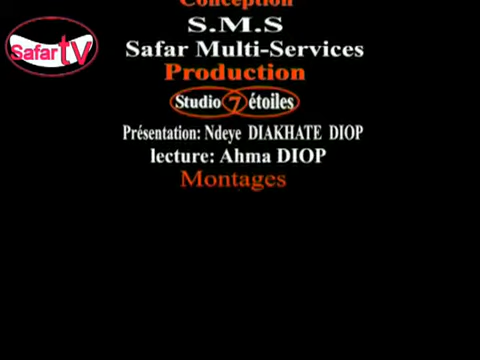 Conception
Safar tv
S.M.S
Safar Multi-Services
Production
Studio 7 étoiles
Présentation: Ndeye DIAKHATE DIOP
lecture: Ahma DIOP
Montages